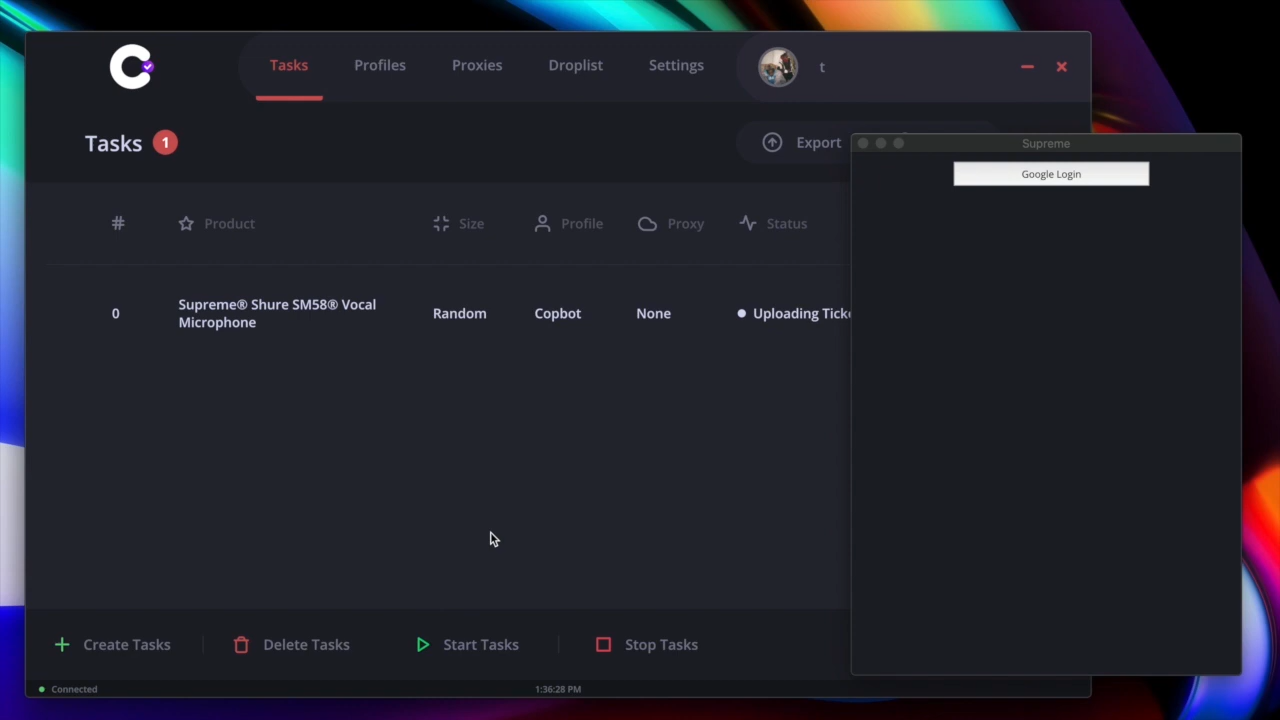 Tasks
Profiles
Proxies
Droplist
Settings
t
Tasks 1
Export
Supreme
Google Login
#
Product
Size
Profile
Proxy
Status
0
Supreme® Shure SM58® Vocal
Microphone
Random
Copbot
None
Uploading
Create Tasks
Delete Tasks
Start Tasks
Stop Tasks
Connected
1:36:28 PM